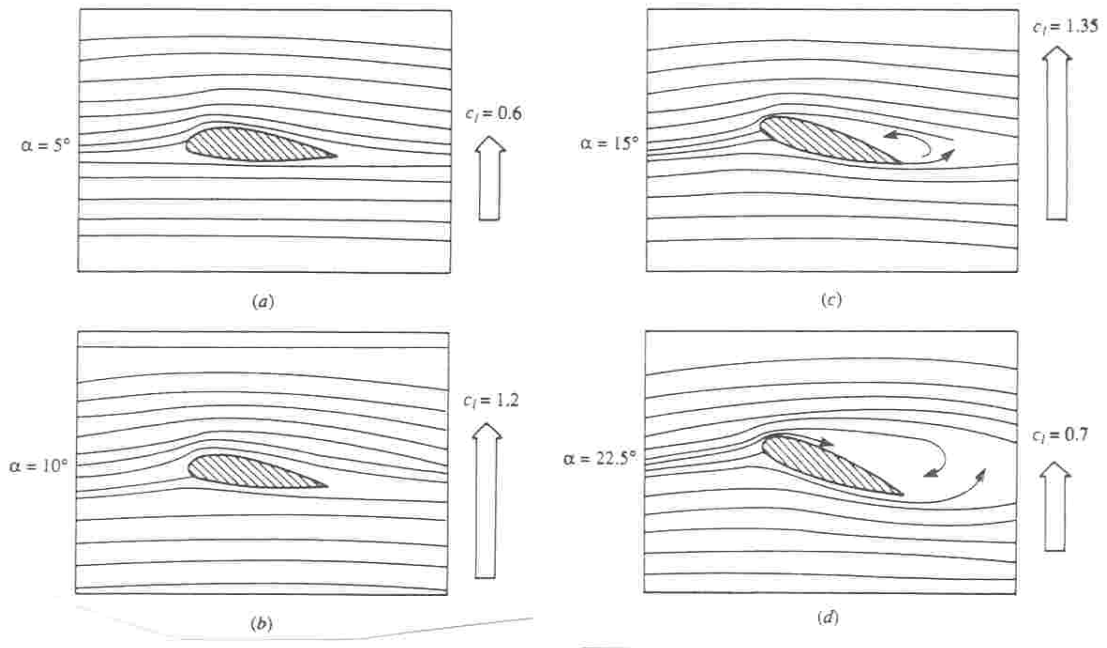 α = 5°
c_l = 0.6
(a)
α = 10°
c_l = 1.2
(b)
α = 15°
c_l = 1.35
(c)
α = 22.5°
c_l = 0.7
(d)